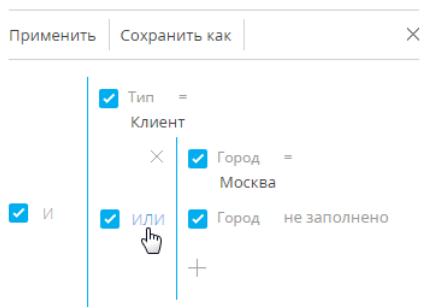 Применить Сохранить как
Тип =
Клиент
Город =
Москва
И ИЛИ Город не заполнено